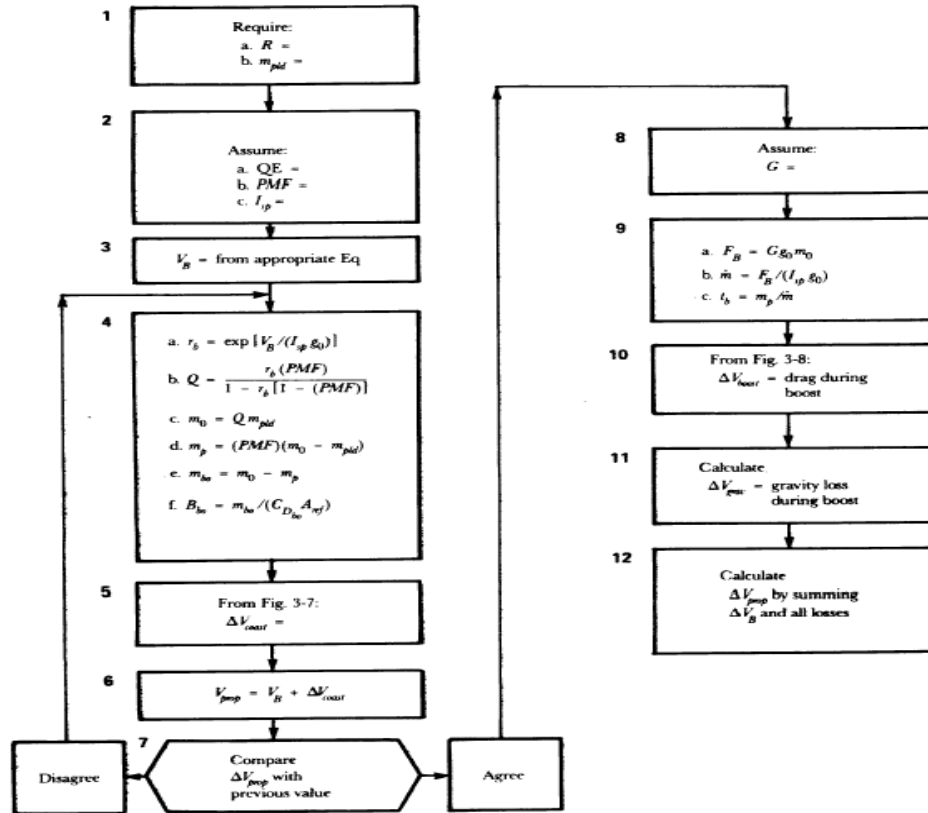 1
Require:
a. R =
b. m_pld =
2
Assume:
a. QE =
b. PMF =
c. I_sp =
3
V_B = from appropriate Eq
4
a. r_b = exp [V_B/(I_sp g_0)]
b. Q = r_b (PMF) / 1 − r_b [1 − (PMF)]
c. m_0 = Q m_pld
d. m_p = (PMF)(m_0 − m_pld)
e. m_bo = m_0 − m_p
f. B_bo = m_bo/(C_D_bo A_ref)
5
From Fig. 3-7:
ΔV_coast =
6
V_prop = V_B + ΔV_coast
7
Compare
ΔV_prop with
previous value
Disagree
Agree
8
Assume:
G =
9
a. F_B = G g_0 m_0
b. ṁ = F_B/(I_sp g_0)
c. t_b = m_p/ṁ
10
From Fig. 3-8:
ΔV_boost = drag during
boost
11
Calculate
ΔV_grav = gravity loss
during boost
12
Calculate
ΔV_prop by summing
ΔV_B and all losses